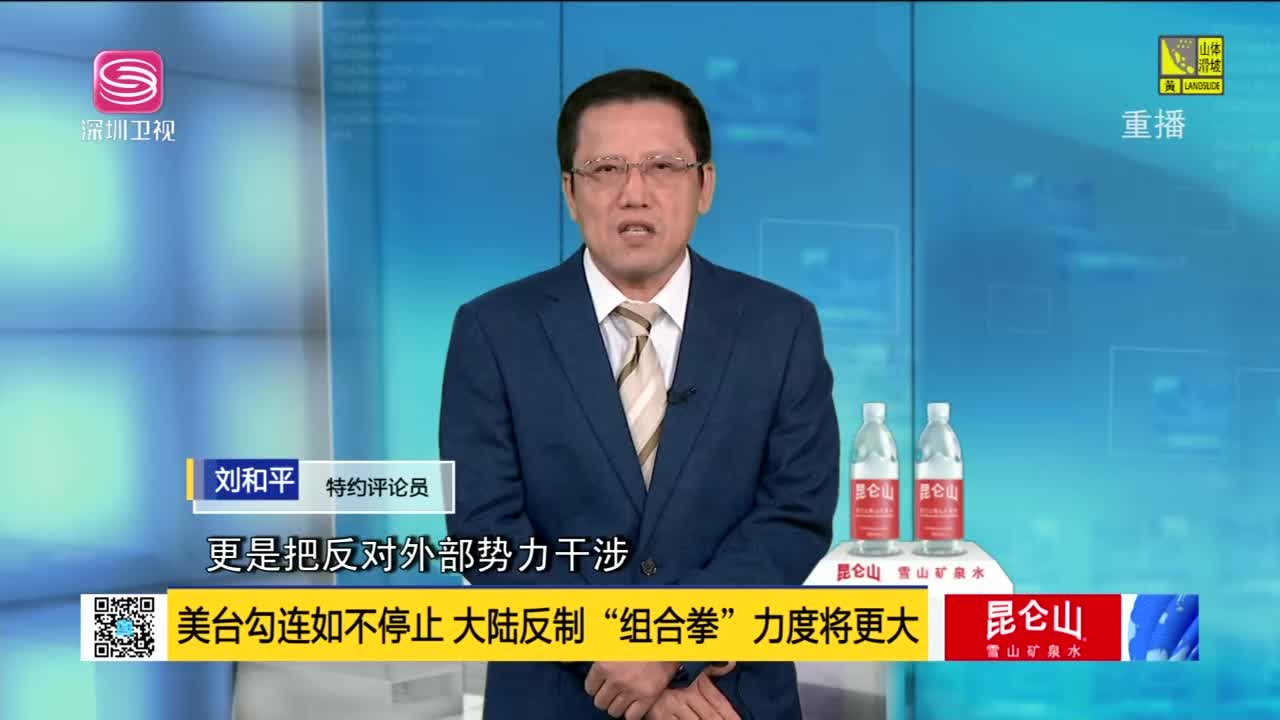 深圳卫视
山体
滑坡
黄 LANDSLIDE
重播
刘和平
特约评论员
更是把反对外部势力干涉
美台勾连如不停止 大陆反制“组合拳”力度将更大
昆仑山
昆仑山
昆仑山 雪山矿泉水
昆仑山
雪山矿泉水